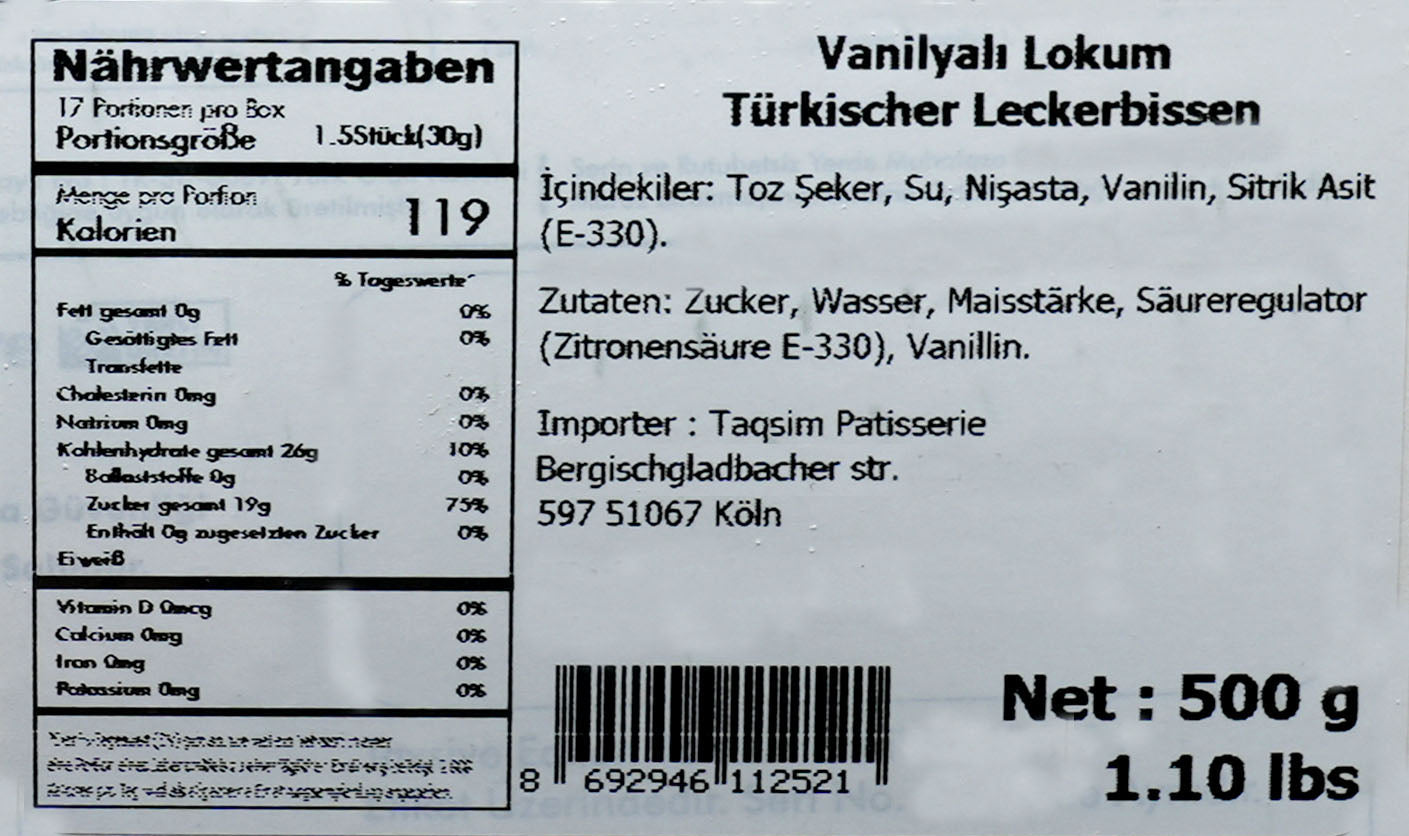 Nährwertangaben
17 Portionen pro Box
Portionsgröße 1.5Stück(30g)
Menge pro Portion
Kalorien 119
% Tageswerte*
Fett gesamt 0g 0%
Gesättigtes Fett 0%
Transfette
Cholesterin 0mg 0%
Natrium 0mg 0%
Kohlenhydrate gesamt 26g 10%
Ballaststoffe 0g 0%
Zucker gesamt 19g 75%
Enthält 0g zugesetzten Zucker 0%
Eiweiß
Vitamin D 0mcg 0%
Calcium 0mg 0%
Iron 0mg 0%
Potassium 0mg 0%
Vanilyalı Lokum
Türkischer Leckerbissen
İçindekiler: Toz Şeker, Su, Nişasta, Vanilin, Sitrik Asit
(E-330).
Zutaten: Zucker, Wasser, Maisstärke, Säureregulator
(Zitronensäure E-330), Vanillin.
Importer : Taqsim Patisserie
Bergischgladbacher str.
597 51067 Köln
8 692946 112521
Net : 500 g
1.10 lbs